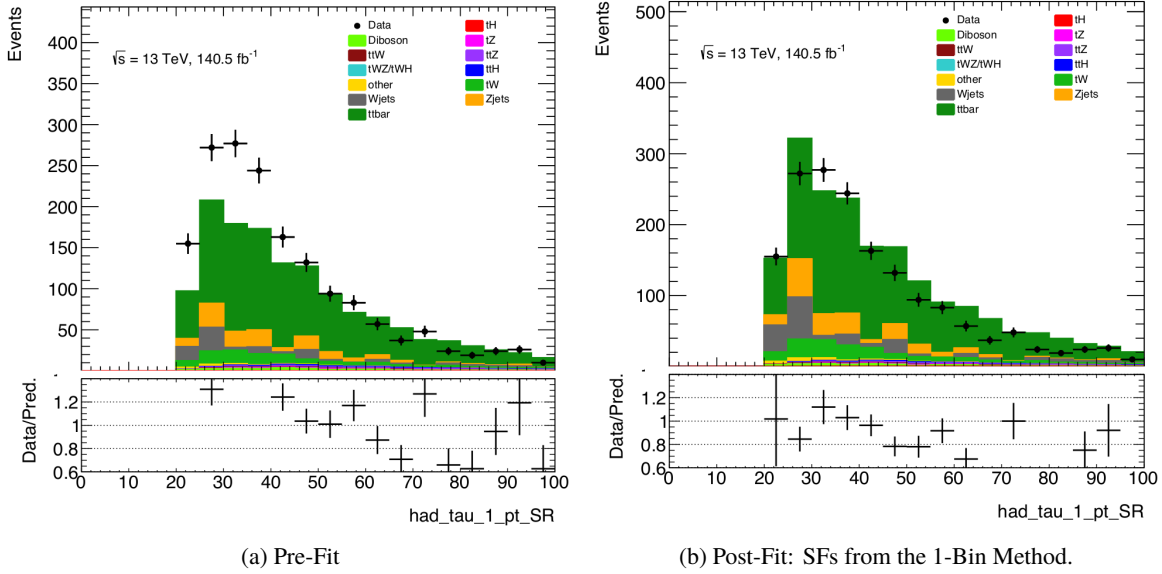 Events
400
350
300
250
200
150
100
50
√s = 13 TeV, 140.5 fb⁻¹
Data
Diboson
ttW
tWZ/tWH
other
Wjets
ttbar
tH
tZ
ttZ
ttH
tW
Zjets
Data/Pred.
1.2
1
0.8
0.6
0 10 20 30 40 50 60 70 80 90 100
had_tau_1_pt_SR
(a) Pre-Fit
Events
500
400
300
200
100
√s = 13 TeV, 140.5 fb⁻¹
Data
Diboson
ttW
tWZ/tWH
other
Wjets
ttbar
tH
tZ
ttZ
ttH
tW
Zjets
Data/Pred.
1.2
1
0.8
0.6
0 10 20 30 40 50 60 70 80 90 100
had_tau_1_pt_SR
(b) Post-Fit: SFs from the 1-Bin Method.